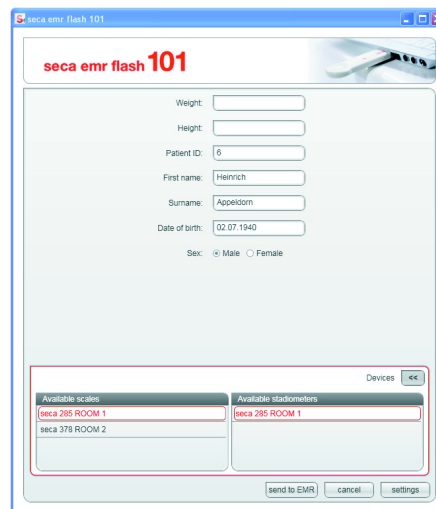 seca emr flash 101
seca emr flash 101
Weight:
Height:
Patient ID: 6
First name: Heinrich
Surname: Appeldorn
Date of birth: 02.07.1940
Sex: Male Female
Devices <<
Available scales Available stadiometers
seca 285 ROOM 1 seca 285 ROOM 1
seca 378 ROOM 2
send to EMR cancel settings